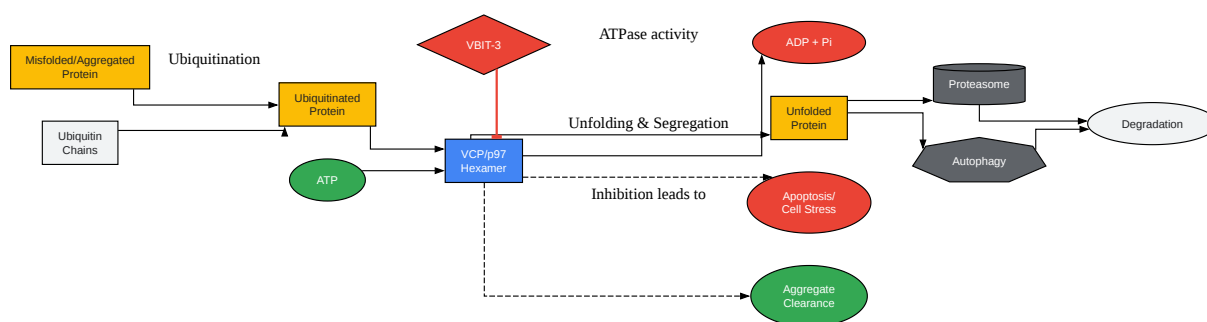 VBIT-3
ATPase activity
ADP + Pi
Misfolded/Aggregated
Protein
Ubiquitination
Ubiquitinated
Protein
Ubiquitin
Chains
Unfolding & Segregation
Unfolded
Protein
Proteasome
Degradation
VCP/p97
Hexamer
Autophagy
ATP
Inhibition leads to
Apoptosis/
Cell Stress
Aggregate
Clearance